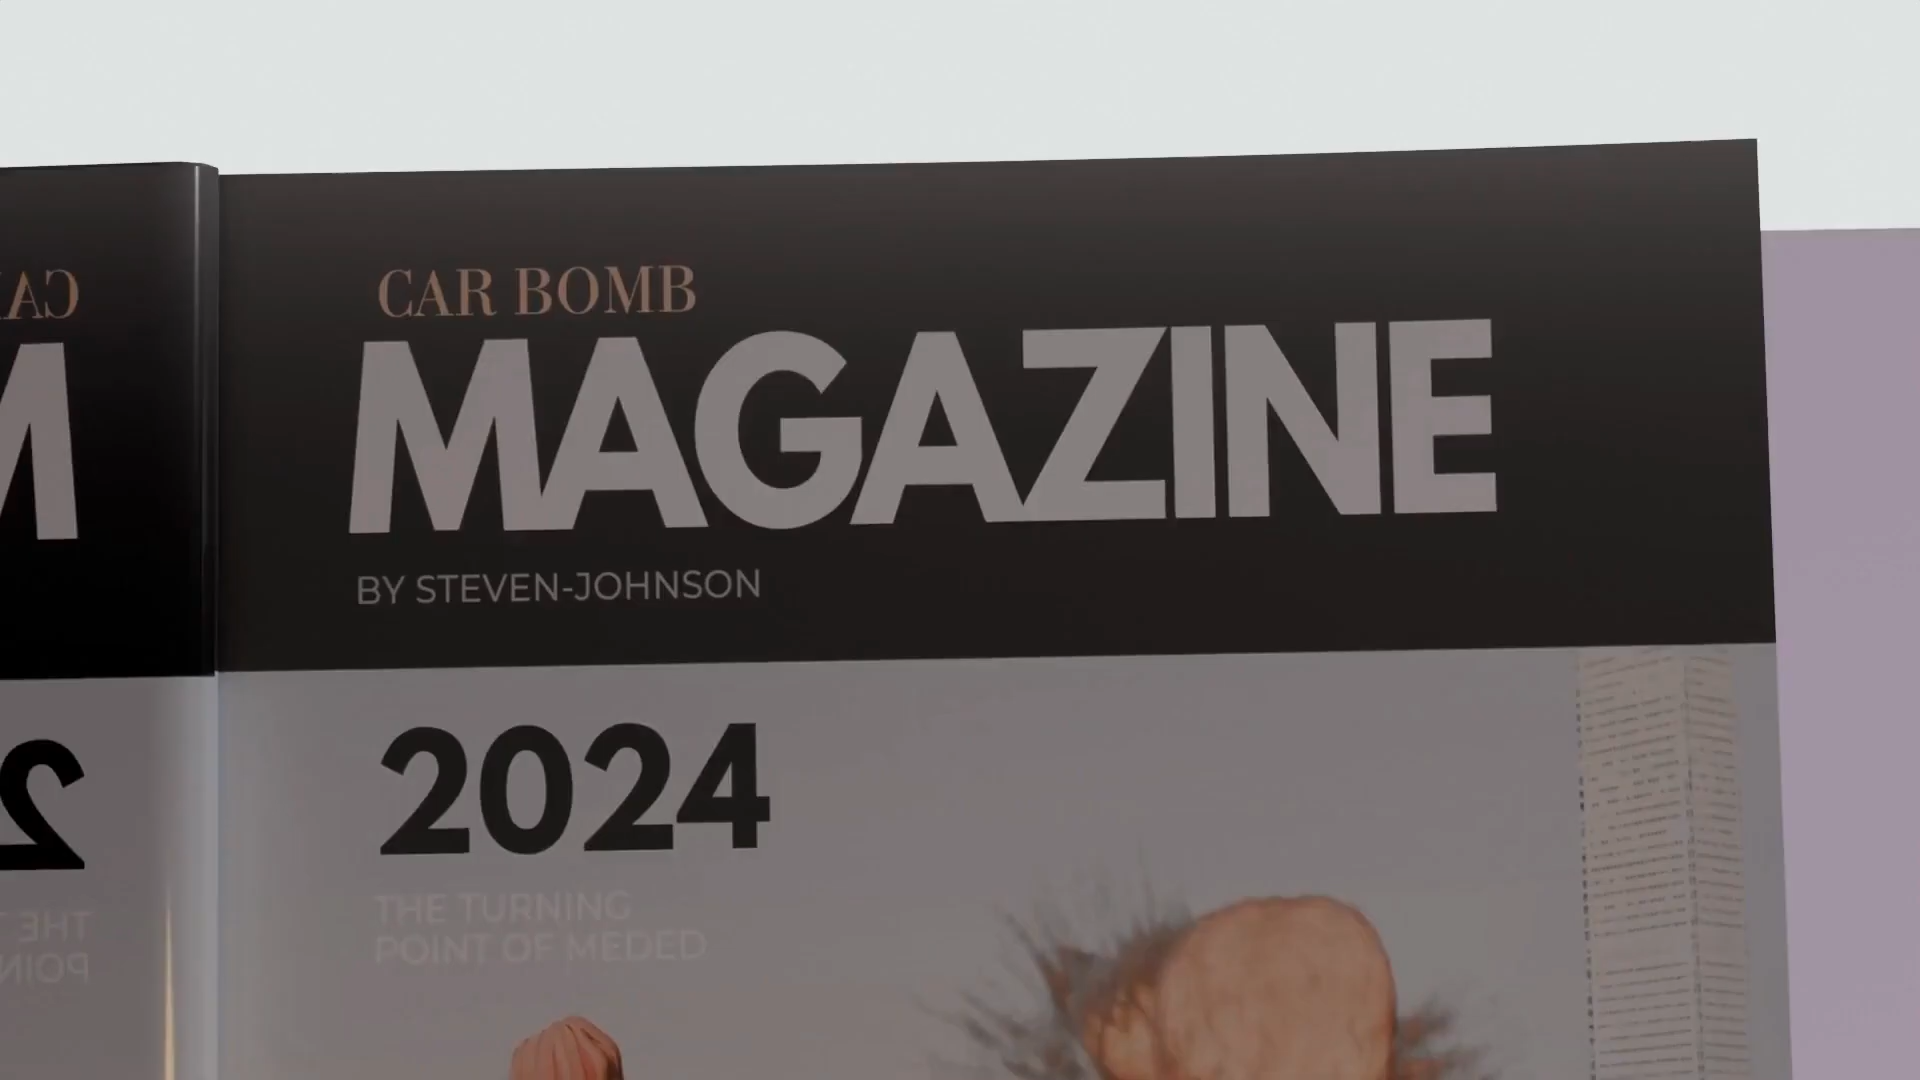 CAR BOMB
MAGAZINE
BY STEVEN-JOHNSON
2024
THE TURNING
POINT OF MEDED